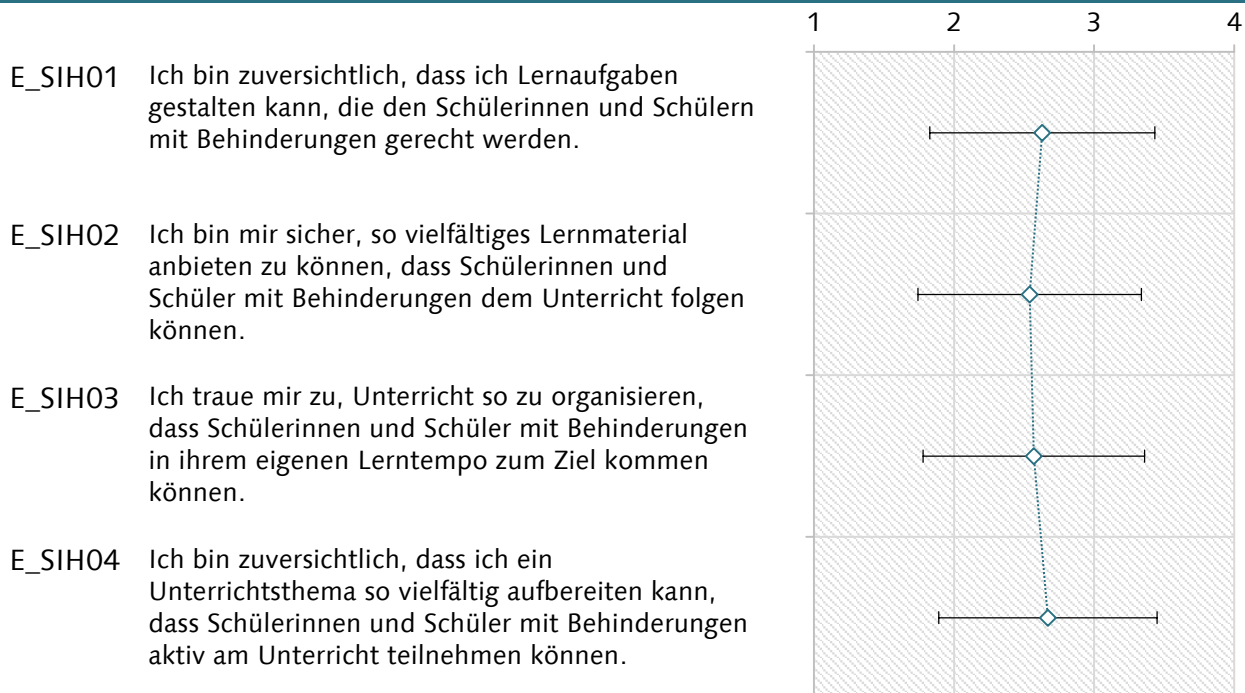 1 2 3 4
E_SIH01 Ich bin zuversichtlich, dass ich Lernaufgaben
gestalten kann, die den Schülerinnen und Schülern
mit Behinderungen gerecht werden.
E_SIH02 Ich bin mir sicher, so vielfältiges Lernmaterial
anbieten zu können, dass Schülerinnen und
Schüler mit Behinderungen dem Unterricht folgen
können.
E_SIH03 Ich traue mir zu, Unterricht so zu organisieren,
dass Schülerinnen und Schüler mit Behinderungen
in ihrem eigenen Lerntempo zum Ziel kommen
können.
E_SIH04 Ich bin zuversichtlich, dass ich ein
Unterrichtsthema so vielfältig aufbereiten kann,
dass Schülerinnen und Schüler mit Behinderungen
aktiv am Unterricht teilnehmen können.